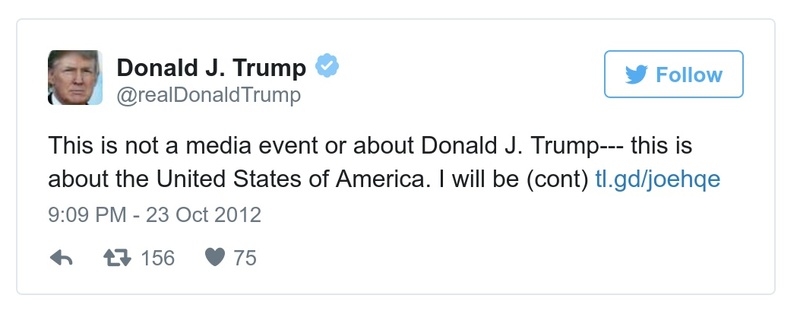 Donald J. Trump
@realDonaldTrump
Follow
This is not a media event or about Donald J. Trump--- this is
about the United States of America. I will be (cont) tl.gd/joehqe
9:09 PM - 23 Oct 2012
156 75